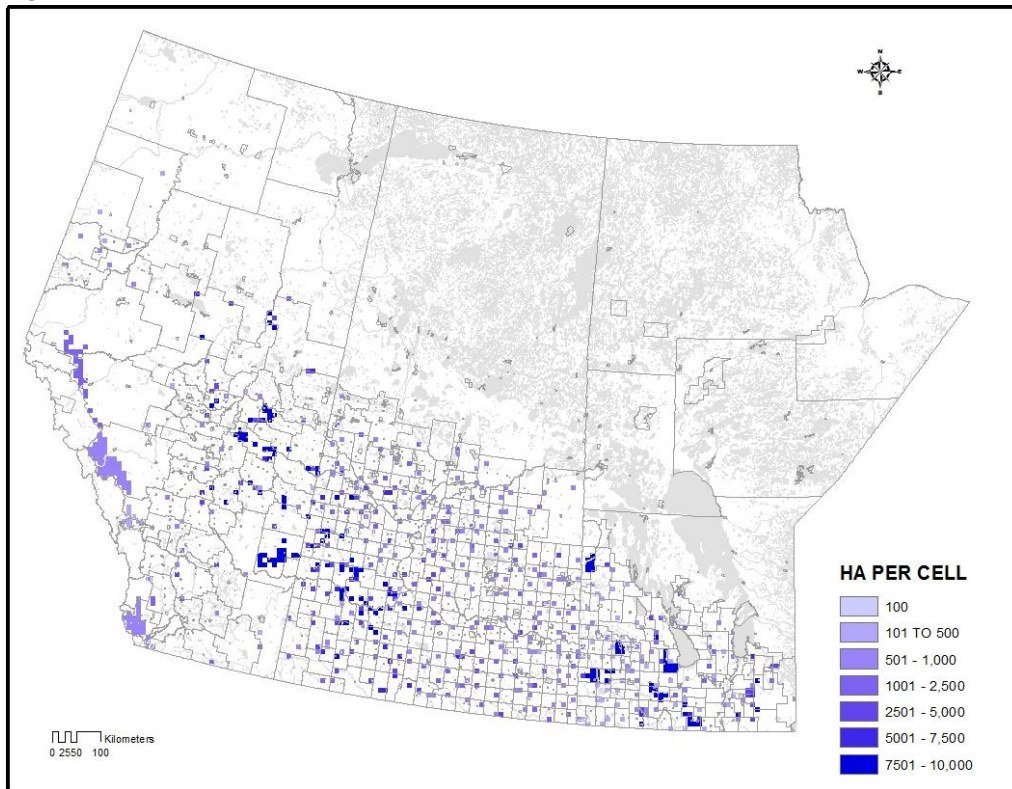 N
W E
S
HA PER CELL
100
101 TO 500
501 - 1,000
1001 - 2,500
2501 - 5,000
5001 - 7,500
7501 - 10,000
Kilometers
0 2550 100